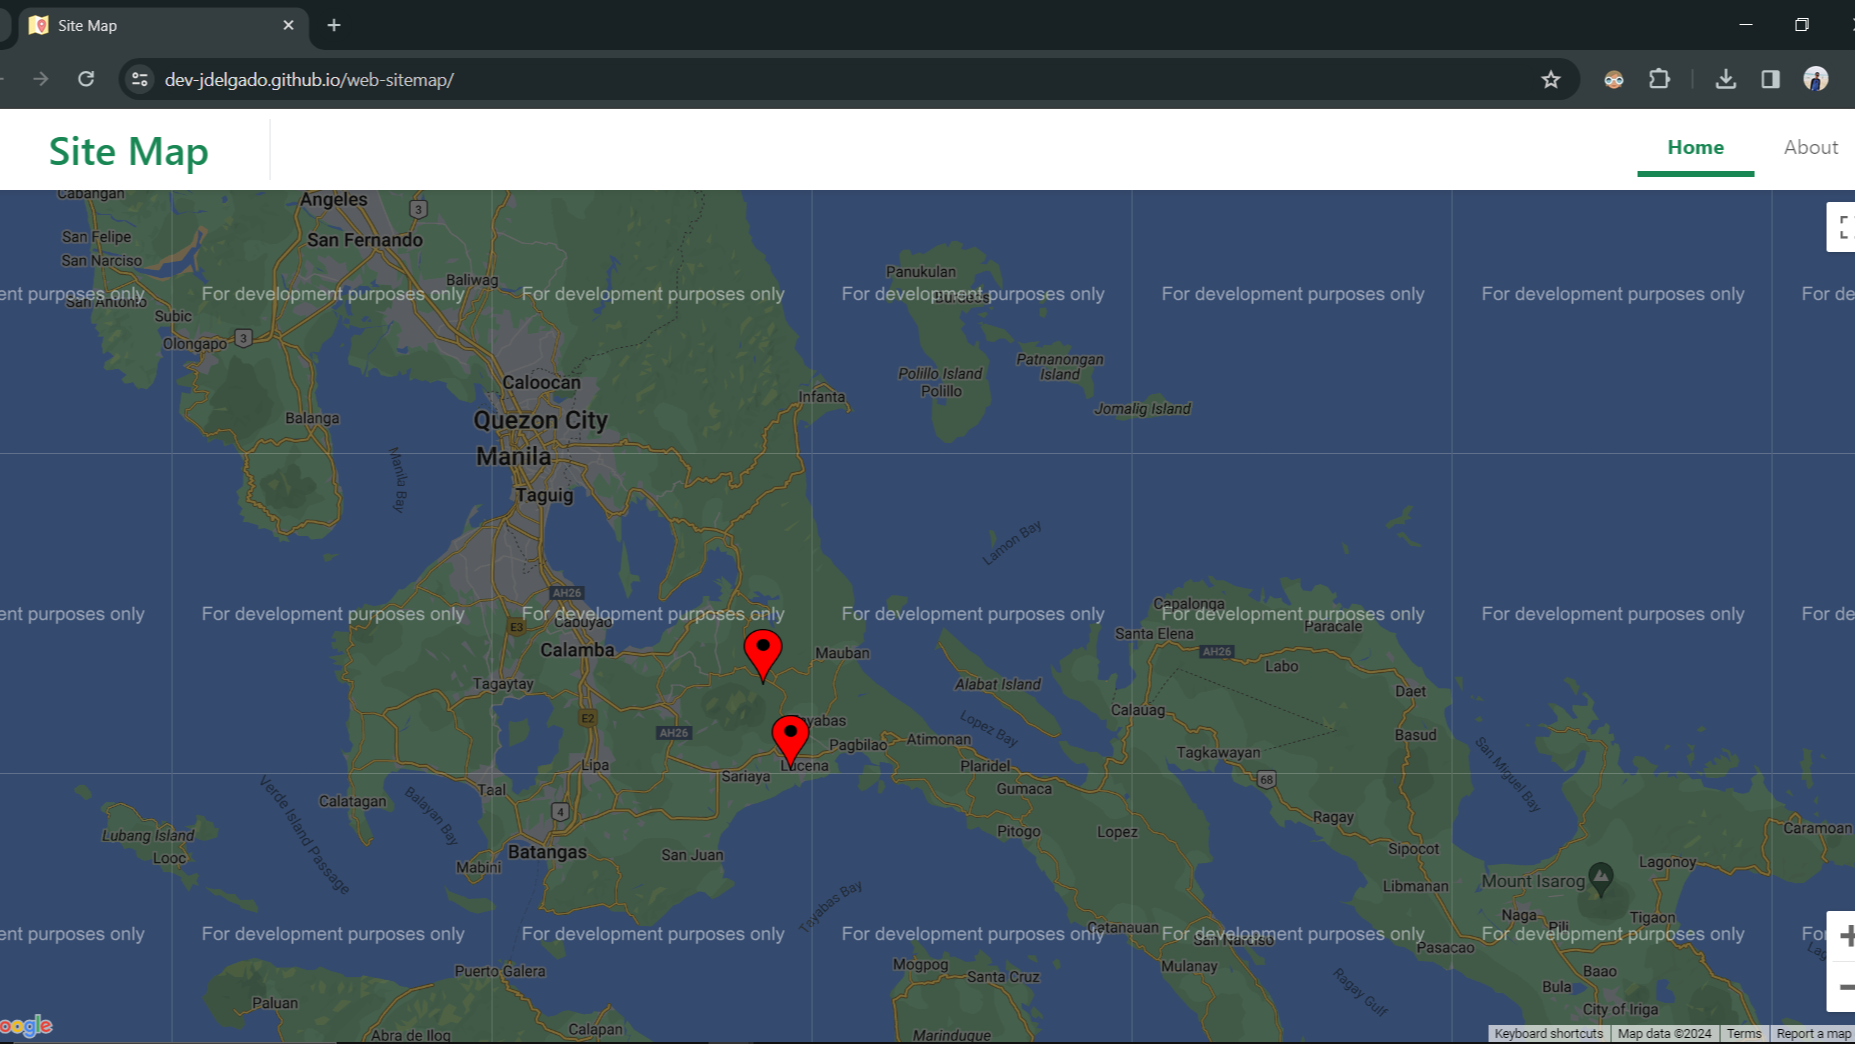 Site Map
dev-jdelgado.github.io/web-sitemap/
Site Map
Home
About
Cabangan
Angeles
3
San Felipe
San Fernando
San Narciso
Baliwag
Panukulan
ent purposes only
For development purposes only
For development purposes only
For development purposes only
For development purposes only
For development purposes only
For de
San Antonio
Burdeos
Subic
Olongapo
3
Patnanongan
Island
Polillo Island
Polillo
Caloocan
Infanta
Jomalig Island
Balanga
Quezon City
Manila
Manila Bay
Taguig
Lamon Bay
AH26
Capalonga
ent purposes only
For development purposes only
For development purposes only
For development purposes only
For development purposes only
For development purposes only
For de
E3
Cabuyao
Paracale
Santa Elena
Calamba
Mauban
AH26
Labo
Tagaytay
Alabat Island
Daet
Calauag
E2
Tayabas
Lopez Bay
AH26
Pagbilao
Atimonan
Basud
Tagkawayan
San Miguel Bay
Lipa
Lucena
Plaridel
Sariaya
68
Taal
Gumaca
Calatagan
Balayan Bay
4
Verde Island Passage
Ragay
Lubang Island
Pitogo
Lopez
Caramoan
Looc
Batangas
San Juan
Sipocot
Mabini
Lagonoy
Mount Isarog
Libmanan
Tayabas Bay
Naga
Tigaon
Catanauan
Pili
ent purposes only
For development purposes only
For development purposes only
For development purposes only
For development purposes only
For development purposes only
For
San Narciso
Pasacao
Lag
Mogpog
Santa Cruz
Mulanay
Puerto Galera
Baao
Bula
Ragay Gulf
Paluan
City of Iriga
Calapan
Abra de Ilog
Marinduque
oogle
Keyboard shortcuts
Map data ©2024
Terms
Report a map